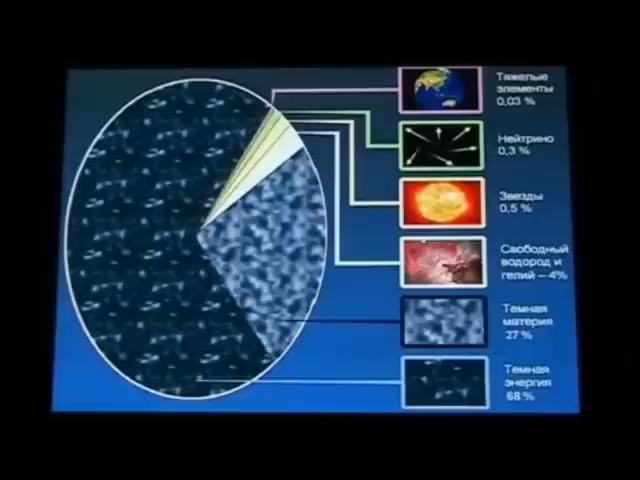 Тяжелые
элементы
0,03 %
Нейтрино
0,3 %
Звезды
0,5 %
Свободный
водород и
гелий – 4%
Темная
материя
27 %
Темная
энергия
68 %